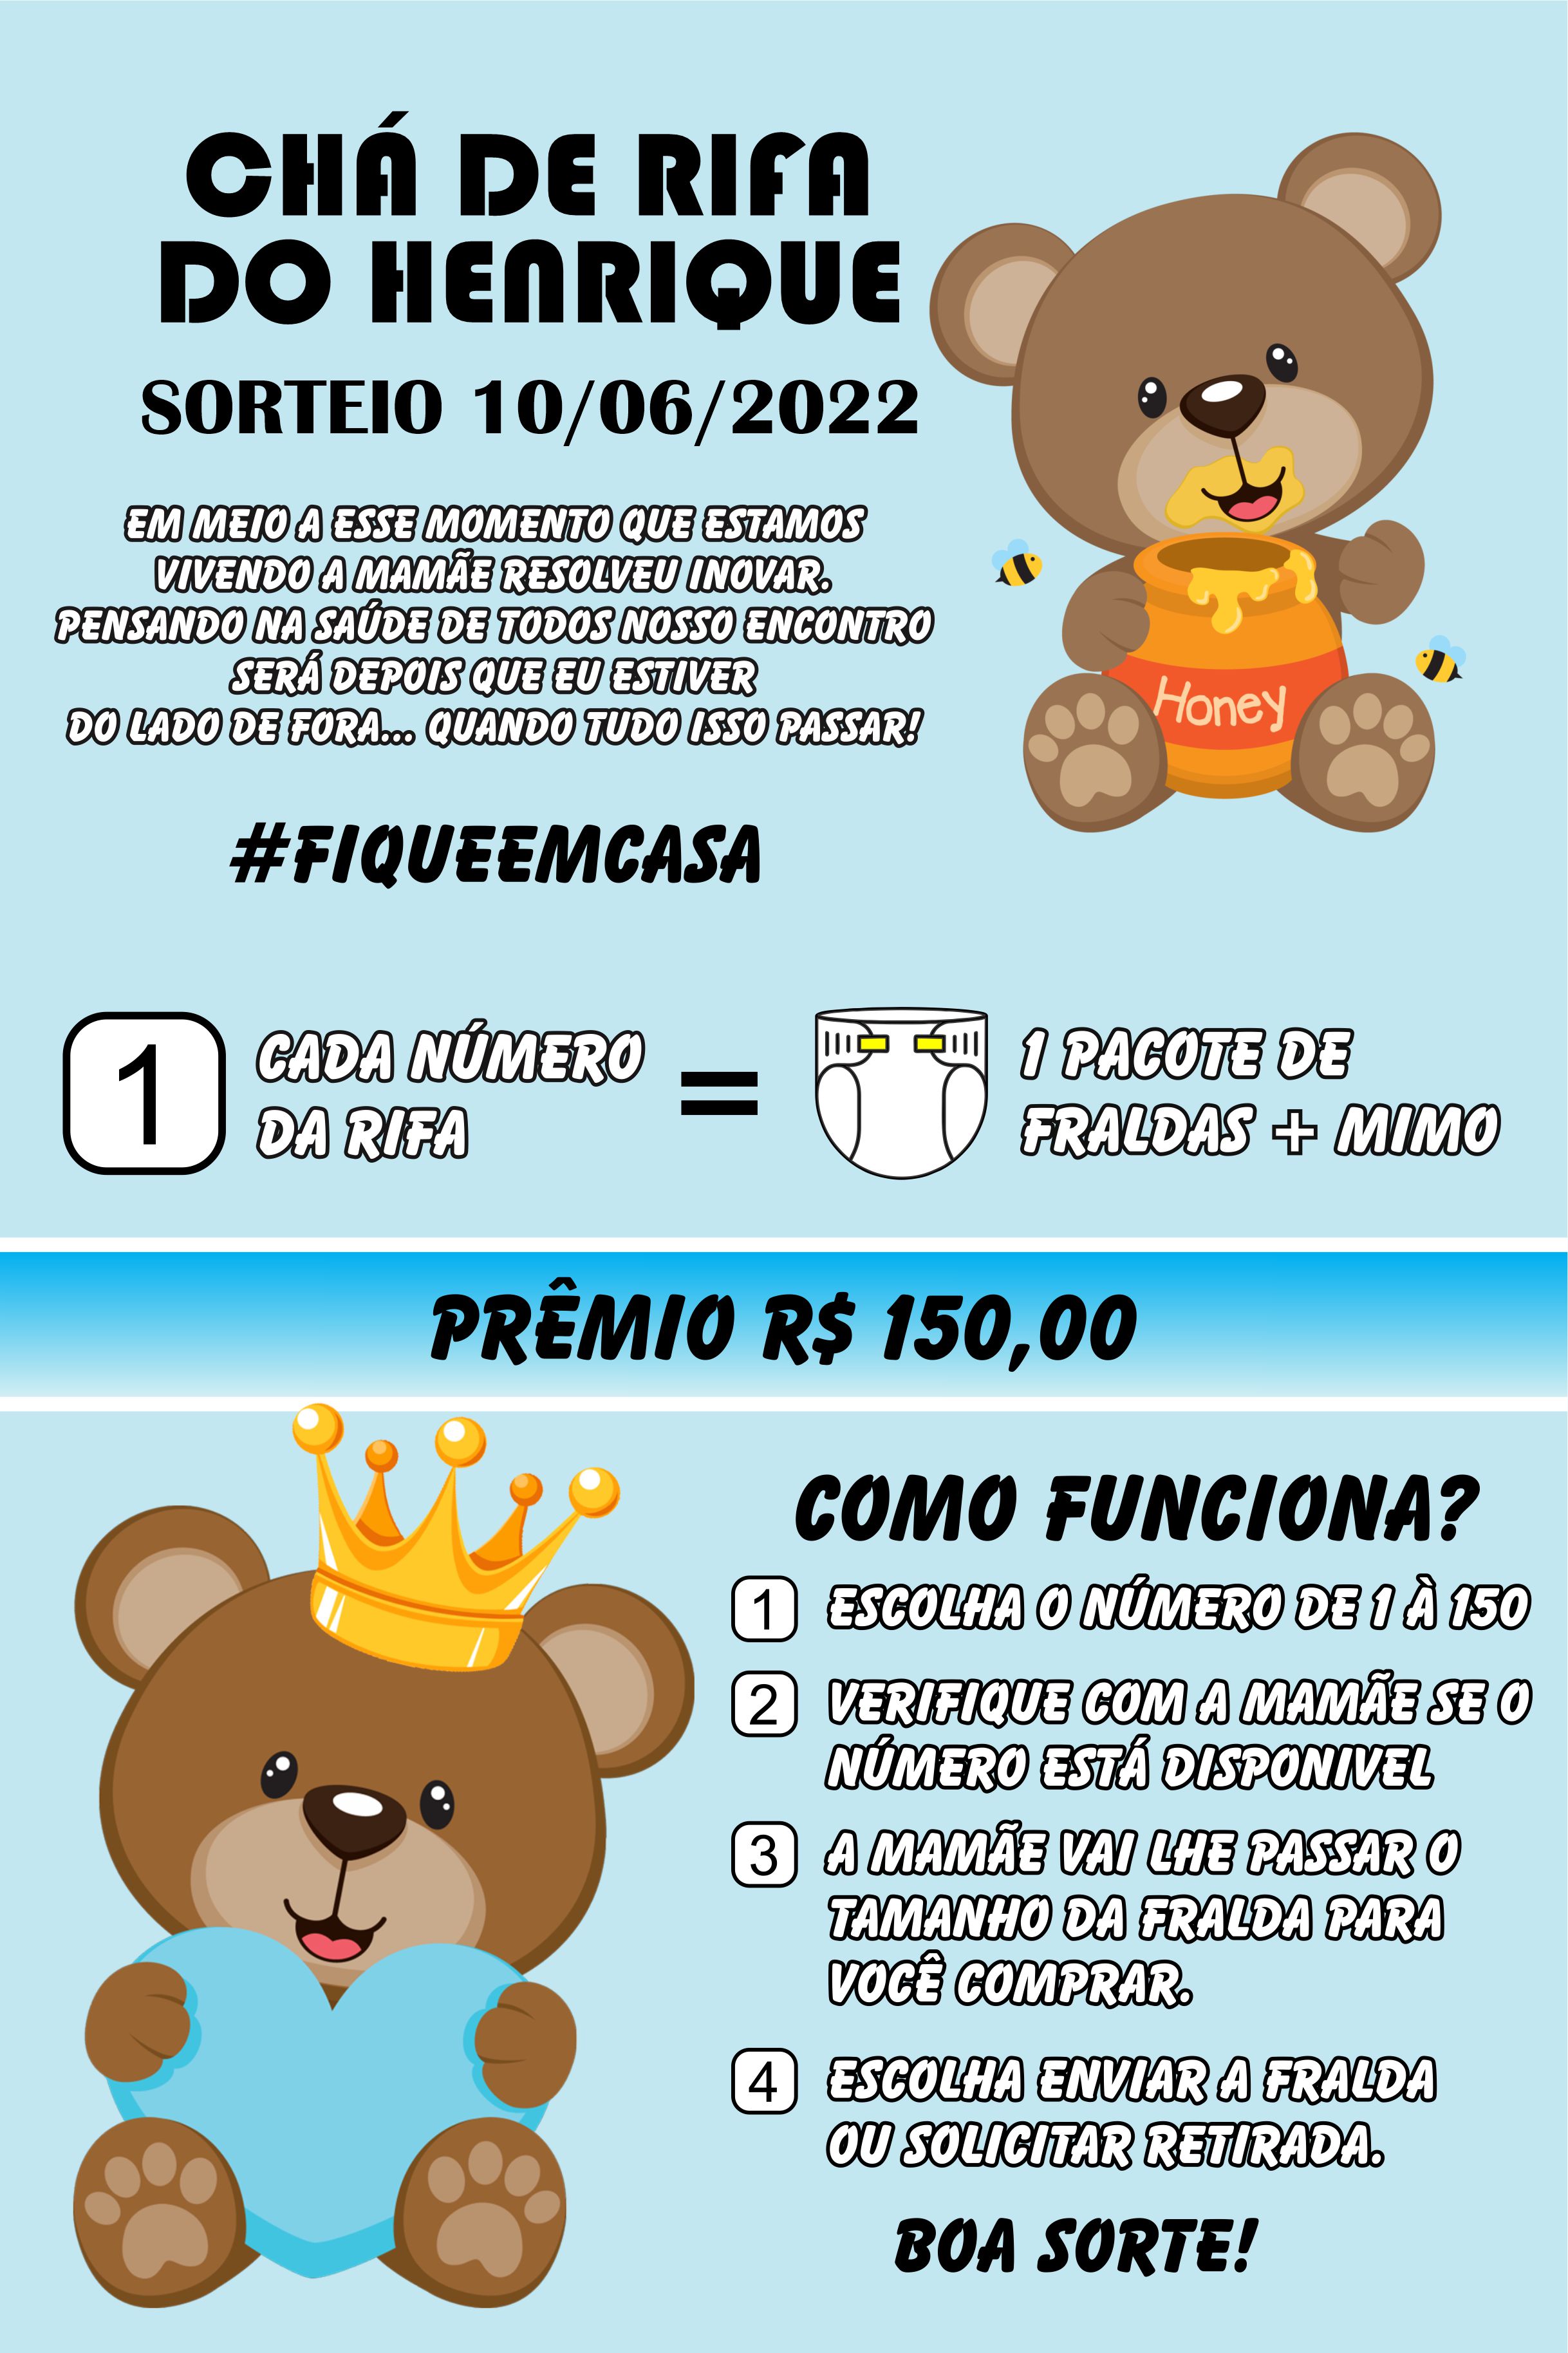 CHÁ DE RIFA
DO HENRIQUE
SORTEIO 10/06/2022
EM MEIO A ESSE MOMENTO QUE ESTAMOS
VIVENDO A MAMÃE RESOLVEU INOVAR.
PENSANDO NA SAÚDE DE TODOS NOSSO ENCONTRO
SERÁ DEPOIS QUE EU ESTIVER
DO LADO DE FORA... QUANDO TUDO ISSO PASSAR!
Honey
#FIQUEEMCASA
1
CADA NÚMERO
DA RIFA
=
1 PACOTE DE
FRALDAS + MIMO
PRÊMIO R$ 150,00
COMO FUNCIONA?
1 ESCOLHA O NÚMERO DE 1 À 150
2 VERIFIQUE COM A MAMÃE SE O
NÚMERO ESTÁ DISPONIVEL
3 A MAMÃE VAI LHE PASSAR O
TAMANHO DA FRALDA PARA
VOCÊ COMPRAR.
4 ESCOLHA ENVIAR A FRALDA
OU SOLICITAR RETIRADA.
BOA SORTE!